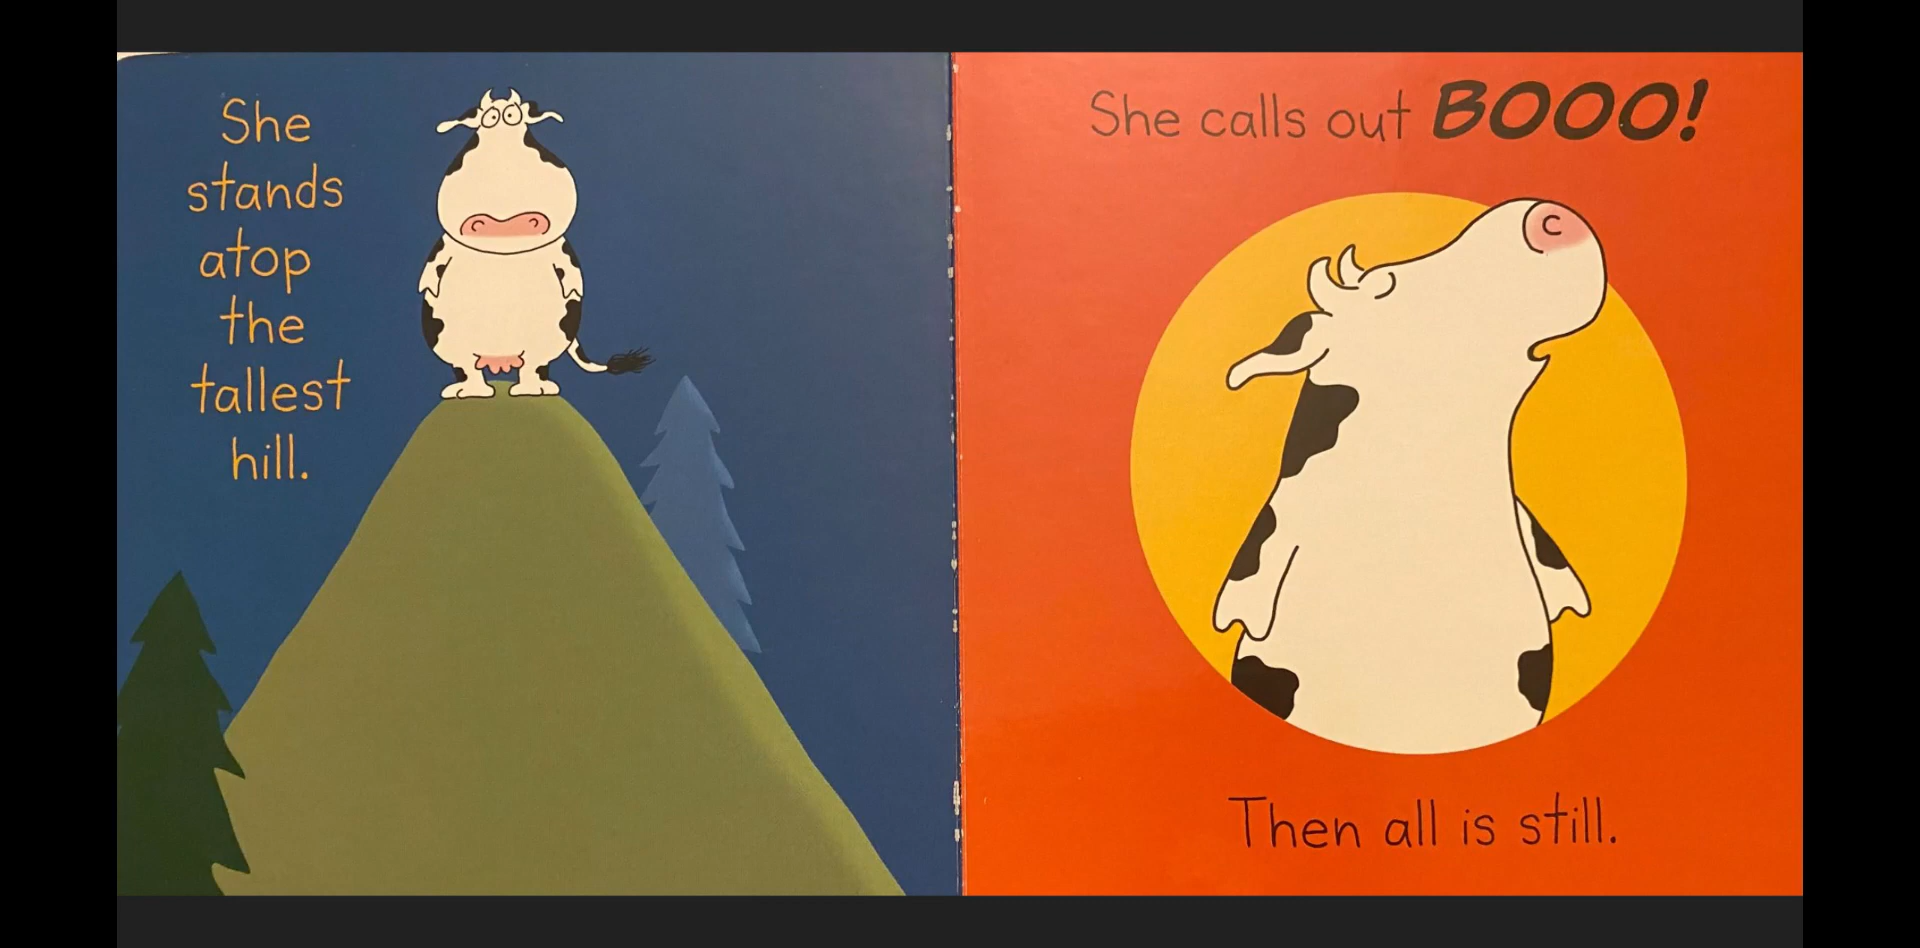 She
stands
atop
the
tallest
hill.
She calls out BOOO!
Then all is still.